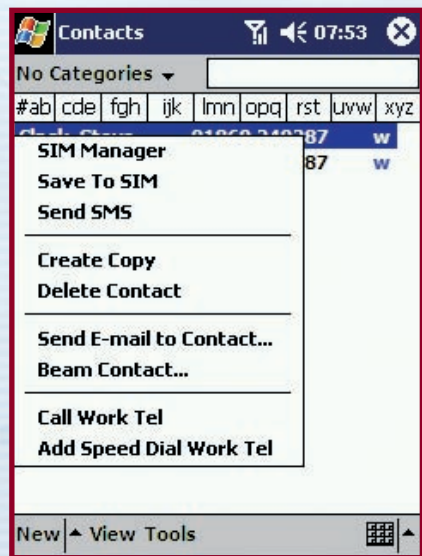 Contacts 07:53
No Categories
#ab cde fgh ijk lmn opq rst uvw xyz
w
SIM Manager 87 w
Save To SIM
Send SMS
Create Copy
Delete Contact
Send E-mail to Contact...
Beam Contact...
Call Work Tel
Add Speed Dial Work Tel
New View Tools